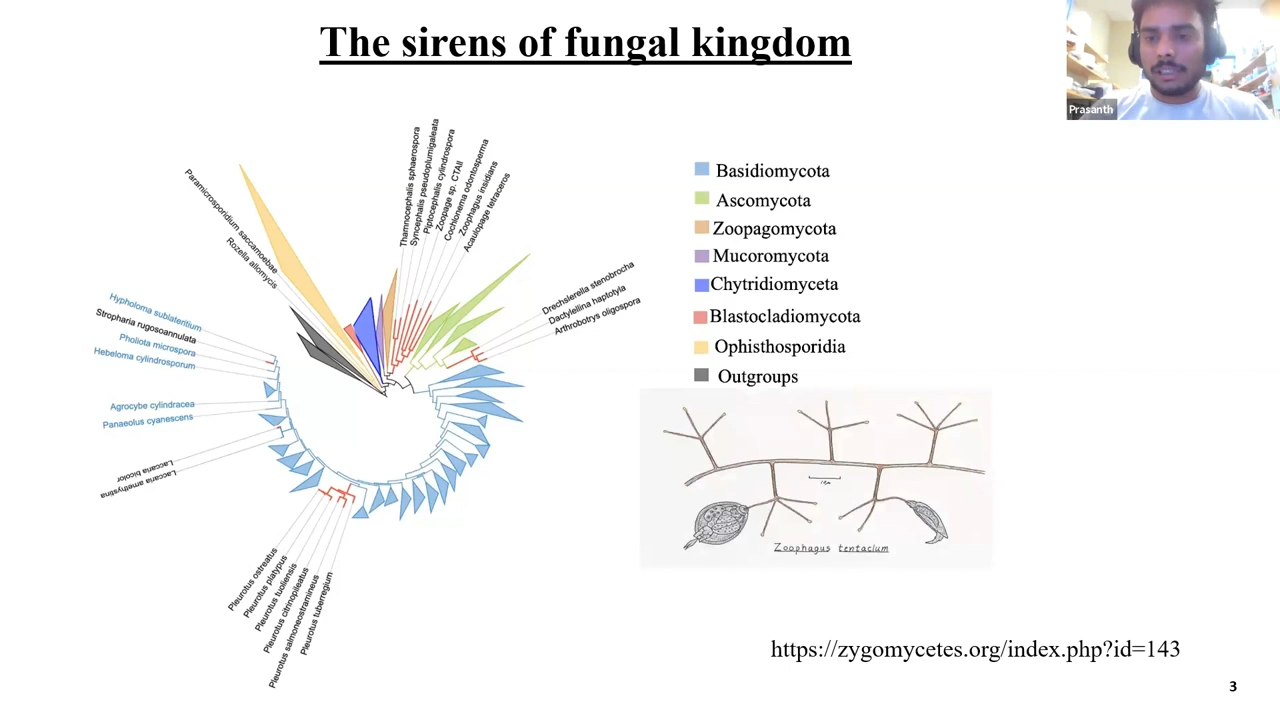 The sirens of fungal kingdom
Prasanth
Paramicrosporidium saccamoebae
Rozella allomycis
Thamnocephalis sphaerospora
Syncephalis pseudoplumigaleata
Piptocephalis cylindrospora
Zoopage sp. CTAll
Cochlonema odontosperma
Zoophagus insidians
Acaulopage tetraceros
Drechslerella stenobrocha
Dactylellina haptotyla
Arthrobotrys oligospora
Hypholoma sublateritium
Stropharia rugosoannulata
Pholiota microspora
Hebeloma cylindrosporum
Agrocybe cylindracea
Panaeolus cyanescens
Laccaria bicolor
Laccaria amethystina
Pleurotus ostreatus
Pleurotus platypus
Pleurotus tuoliensis
Pleurotus citrinopileatus
Pleurotus salmoneostramineus
Pleurotus tuberregium
Basidiomycota
Ascomycota
Zoopagomycota
Mucoromycota
Chytridiomyceta
Blastocladiomycota
Ophisthosporidia
Outgroups
Zoophagus tentaclum
https://zygomycetes.org/index.php?id=143
3